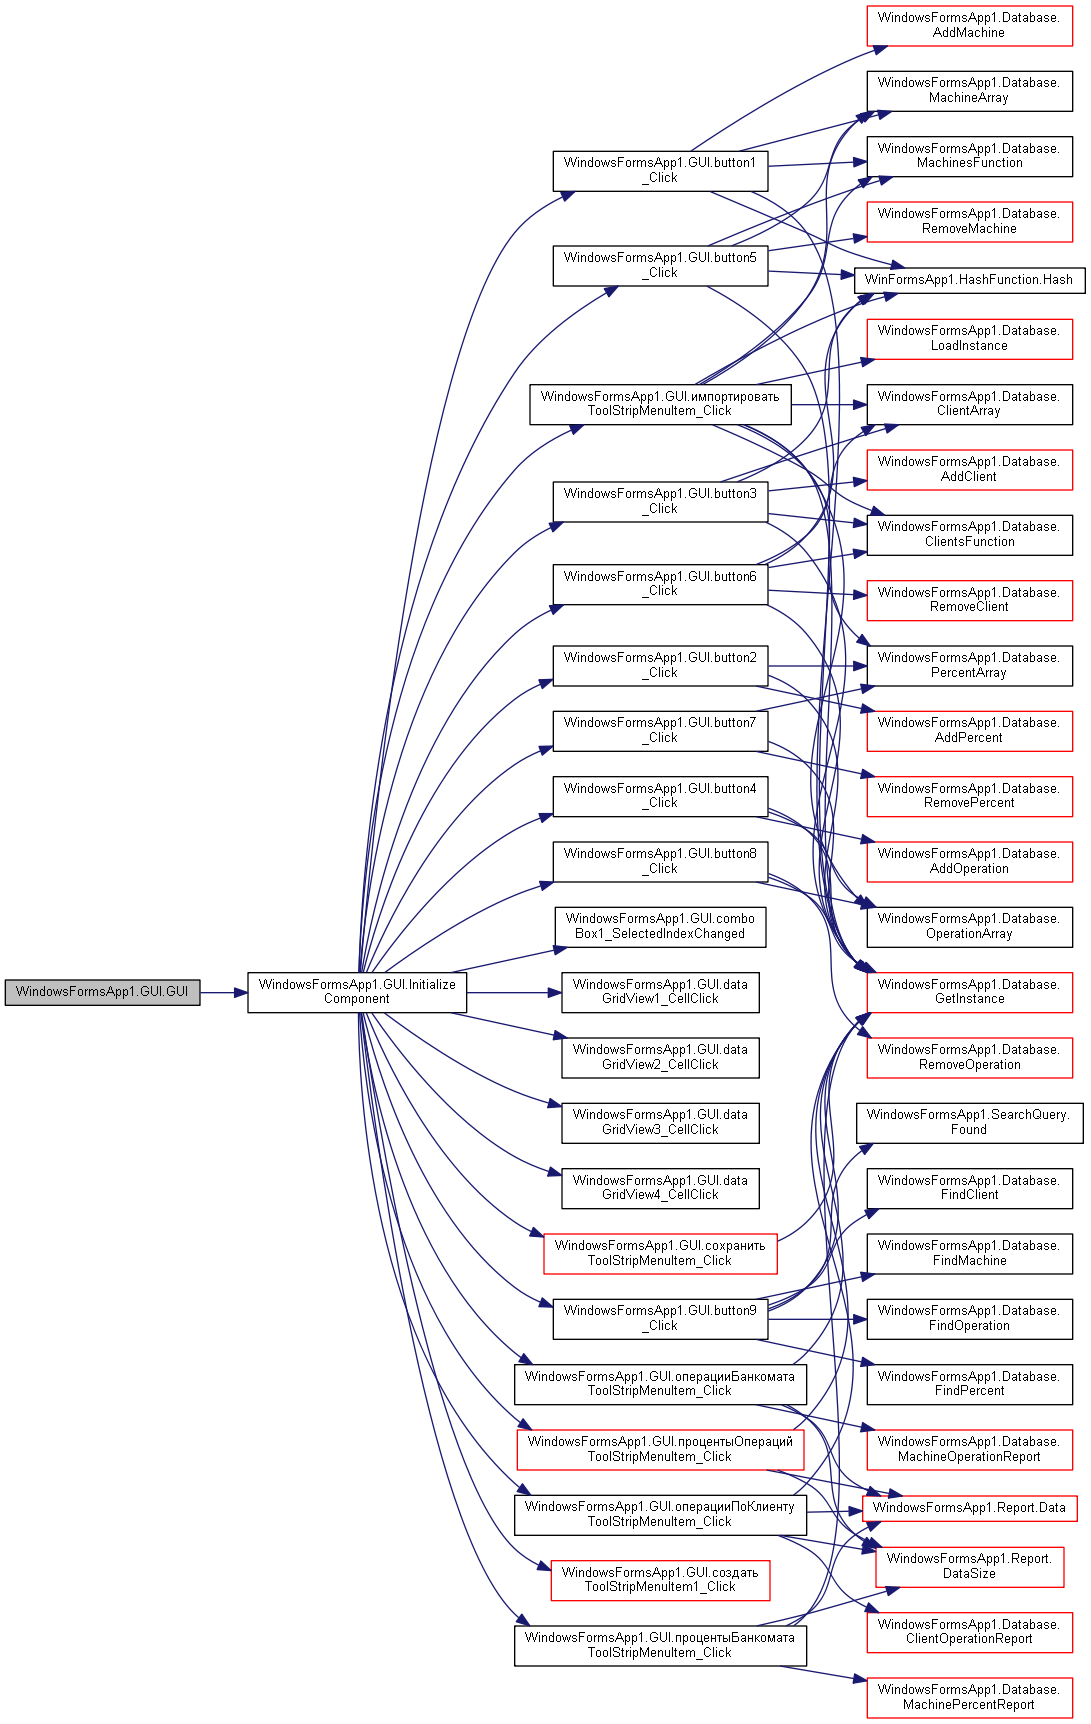 WindowsFormsApp1.GUI.GUI
WindowsFormsApp1.GUI.Initialize
Component
WindowsFormsApp1.GUI.button1
_Click
WindowsFormsApp1.GUI.button5
_Click
WindowsFormsApp1.GUI.импортировать
ToolStripMenuItem_Click
WindowsFormsApp1.GUI.button3
_Click
WindowsFormsApp1.GUI.button6
_Click
WindowsFormsApp1.GUI.button2
_Click
WindowsFormsApp1.GUI.button7
_Click
WindowsFormsApp1.GUI.button4
_Click
WindowsFormsApp1.GUI.button8
_Click
WindowsFormsApp1.GUI.combo
Box1_SelectedIndexChanged
WindowsFormsApp1.GUI.data
GridView1_CellClick
WindowsFormsApp1.GUI.data
GridView2_CellClick
WindowsFormsApp1.GUI.data
GridView3_CellClick
WindowsFormsApp1.GUI.data
GridView4_CellClick
WindowsFormsApp1.GUI.сохранить
ToolStripMenuItem_Click
WindowsFormsApp1.GUI.button9
_Click
WindowsFormsApp1.GUI.операцииБанкомата
ToolStripMenuItem_Click
WindowsFormsApp1.GUI.процентыОпераций
ToolStripMenuItem_Click
WindowsFormsApp1.GUI.операцииПоКлиенту
ToolStripMenuItem_Click
WindowsFormsApp1.GUI.создать
ToolStripMenuItem1_Click
WindowsFormsApp1.GUI.процентыБанкомата
ToolStripMenuItem_Click
WindowsFormsApp1.Database.
AddMachine
WindowsFormsApp1.Database.
MachineArray
WindowsFormsApp1.Database.
MachinesFunction
WindowsFormsApp1.Database.
RemoveMachine
WinFormsApp1.HashFunction.Hash
WindowsFormsApp1.Database.
LoadInstance
WindowsFormsApp1.Database.
ClientArray
WindowsFormsApp1.Database.
AddClient
WindowsFormsApp1.Database.
ClientsFunction
WindowsFormsApp1.Database.
RemoveClient
WindowsFormsApp1.Database.
PercentArray
WindowsFormsApp1.Database.
AddPercent
WindowsFormsApp1.Database.
RemovePercent
WindowsFormsApp1.Database.
AddOperation
WindowsFormsApp1.Database.
OperationArray
WindowsFormsApp1.Database.
GetInstance
WindowsFormsApp1.Database.
RemoveOperation
WindowsFormsApp1.SearchQuery.
Found
WindowsFormsApp1.Database.
FindClient
WindowsFormsApp1.Database.
FindMachine
WindowsFormsApp1.Database.
FindOperation
WindowsFormsApp1.Database.
FindPercent
WindowsFormsApp1.Database.
MachineOperationReport
WindowsFormsApp1.Report.Data
WindowsFormsApp1.Report.
DataSize
WindowsFormsApp1.Database.
ClientOperationReport
WindowsFormsApp1.Database.
MachinePercentReport